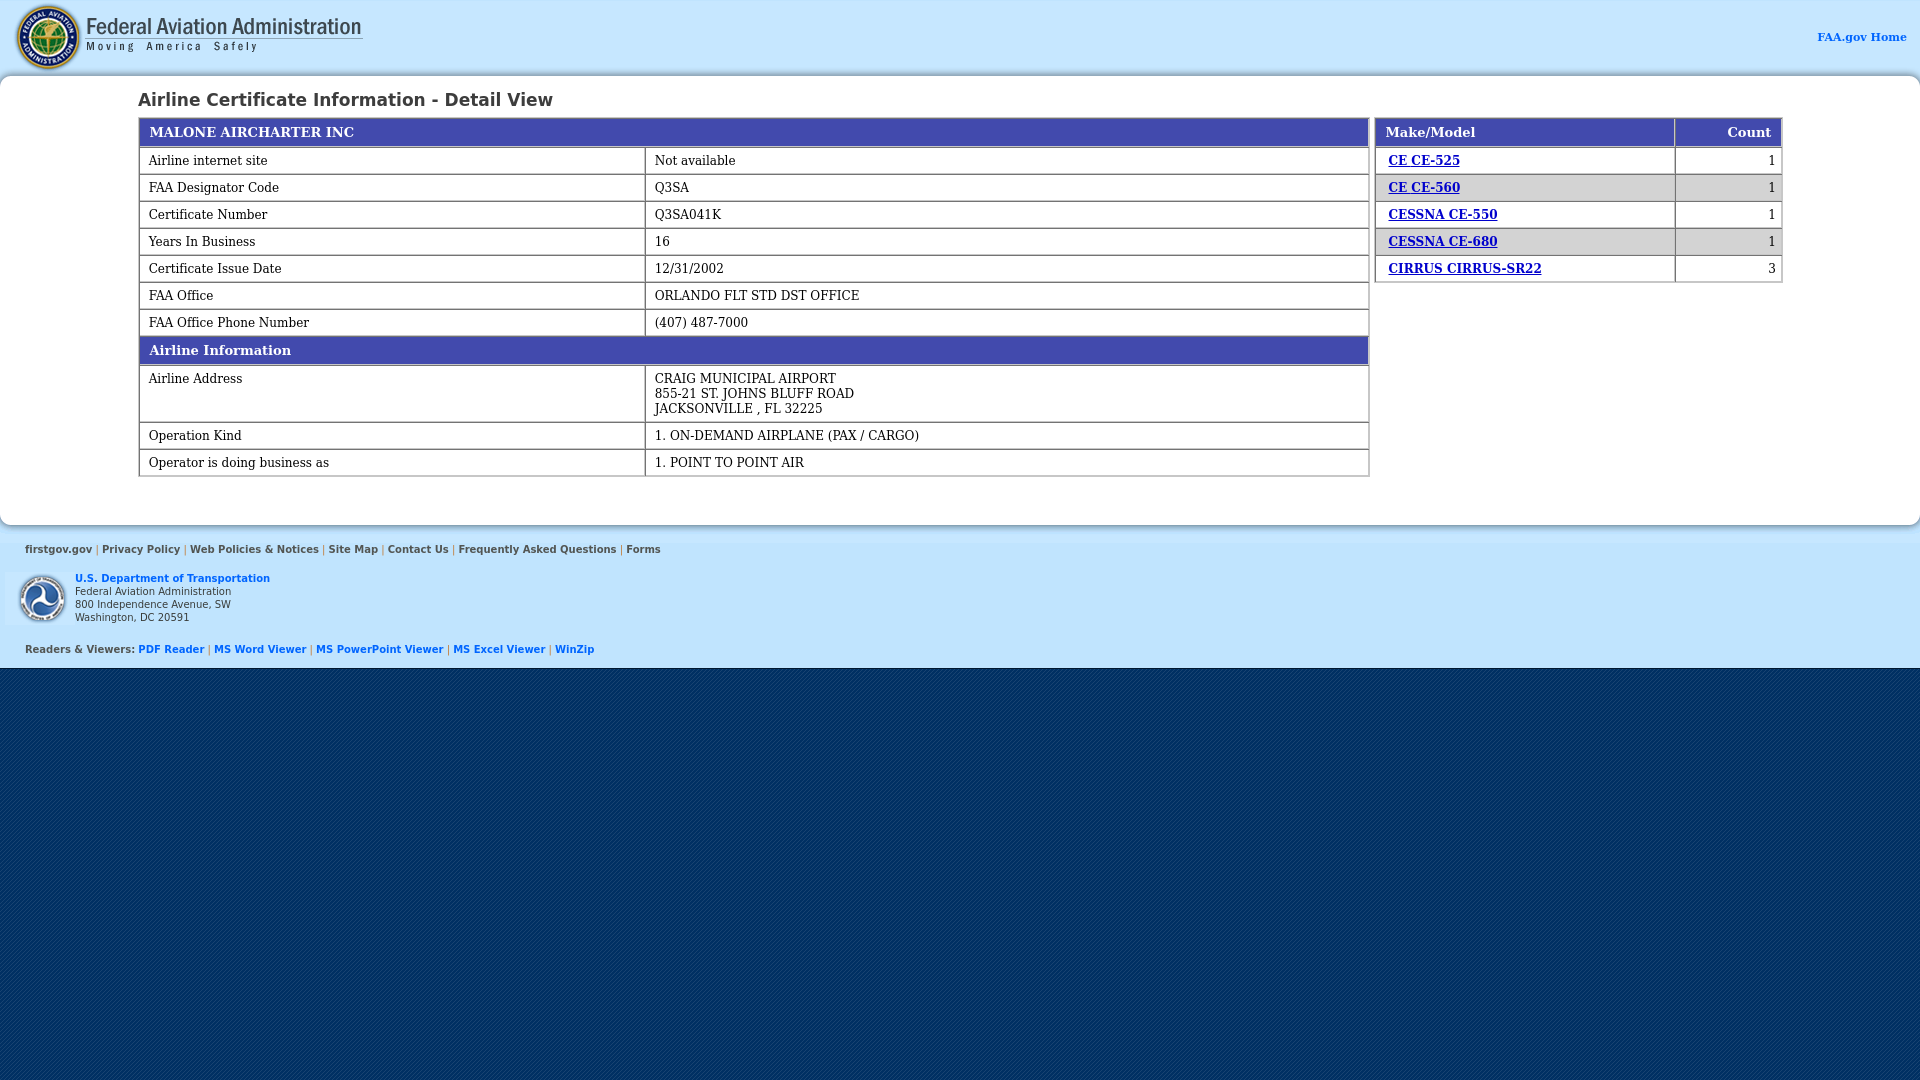 Federal Aviation Administration
Moving America Safely
FAA.gov Home
Airline Certificate Information - Detail View
MALONE AIRCHARTER INC
Airline internet site Not available
FAA Designator Code Q3SA
Certificate Number Q3SA041K
Years In Business 16
Certificate Issue Date 12/31/2002
FAA Office ORLANDO FLT STD DST OFFICE
FAA Office Phone Number (407) 487-7000
Airline Information
Airline Address CRAIG MUNICIPAL AIRPORT
855-21 ST. JOHNS BLUFF ROAD
JACKSONVILLE , FL 32225
Operation Kind 1. ON-DEMAND AIRPLANE (PAX / CARGO)
Operator is doing business as 1. POINT TO POINT AIR
Make/Model Count
CE CE-525 1
CE CE-560 1
CESSNA CE-550 1
CESSNA CE-680 1
CIRRUS CIRRUS-SR22 3
firstgov.gov | Privacy Policy | Web Policies & Notices | Site Map | Contact Us | Frequently Asked Questions | Forms
U.S. Department of Transportation
Federal Aviation Administration
800 Independence Avenue, SW
Washington, DC 20591
Readers & Viewers: PDF Reader | MS Word Viewer | MS PowerPoint Viewer | MS Excel Viewer | WinZip